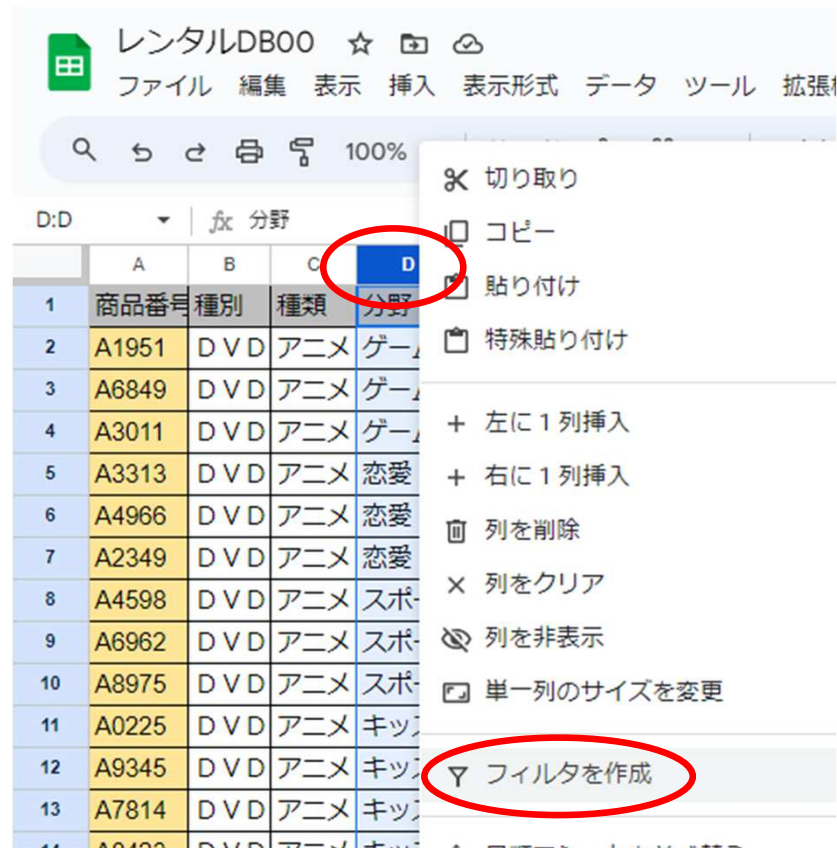 レンタルDB00
ファイル 編集 表示 挿入 表示形式 データ ツール
100%
D:D fx 分野
A B C D
1 商品番号 種別 種類 分野
2 A1951 ＤＶＤ アニメ
3 A6849 ＤＶＤ アニメ
4 A3011 ＤＶＤ アニメ
5 A3313 ＤＶＤ アニメ 恋愛
6 A4966 ＤＶＤ アニメ 恋愛
7 A2349 ＤＶＤ アニメ 恋愛
8 A4598 ＤＶＤ アニメ
9 A6962 ＤＶＤ アニメ
10 A8975 ＤＶＤ アニメ
11 A0225 ＤＶＤ アニメ
12 A9345 ＤＶＤ アニメ
13 A7814 ＤＶＤ アニメ
切り取り
コピー
貼り付け
特殊貼り付け
左に 1 列挿入
右に 1 列挿入
列を削除
列をクリア
列を非表示
単一列のサイズを変更
フィルタを作成